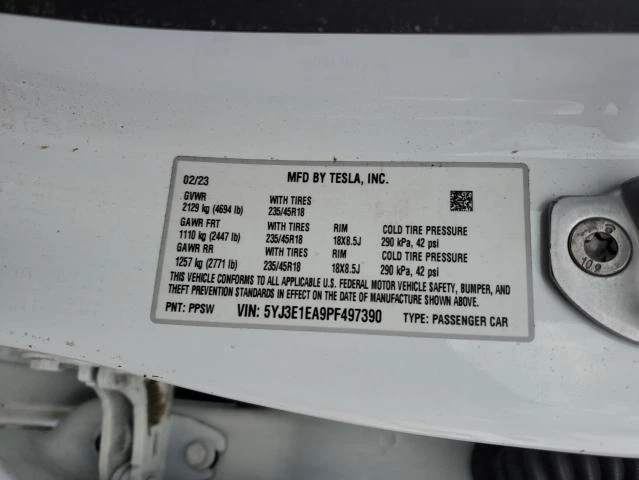 02/23 MFD BY TESLA, INC.
GVWR WITH TIRES
2129 kg (4694 lb) 235/45R18
GAWR FRT WITH TIRES RIM COLD TIRE PRESSURE
1110 kg (2447 lb) 235/45R18 18X8.5J 290 kPa, 42 psi
GAWR RR WITH TIRES RIM COLD TIRE PRESSURE
1257 kg (2771 lb) 235/45R18 18X8.5J 290 kPa, 42 psi
THIS VEHICLE CONFORMS TO ALL APPLICABLE U.S. FEDERAL MOTOR VEHICLE SAFETY, BUMPER, AND
THEFT PREVENTION STANDARDS IN EFFECT ON THE DATE OF MANUFACTURE SHOWN ABOVE.
PNT: PPSW VIN: 5YJ3E1EA9PF497390 TYPE: PASSENGER CAR
10.9